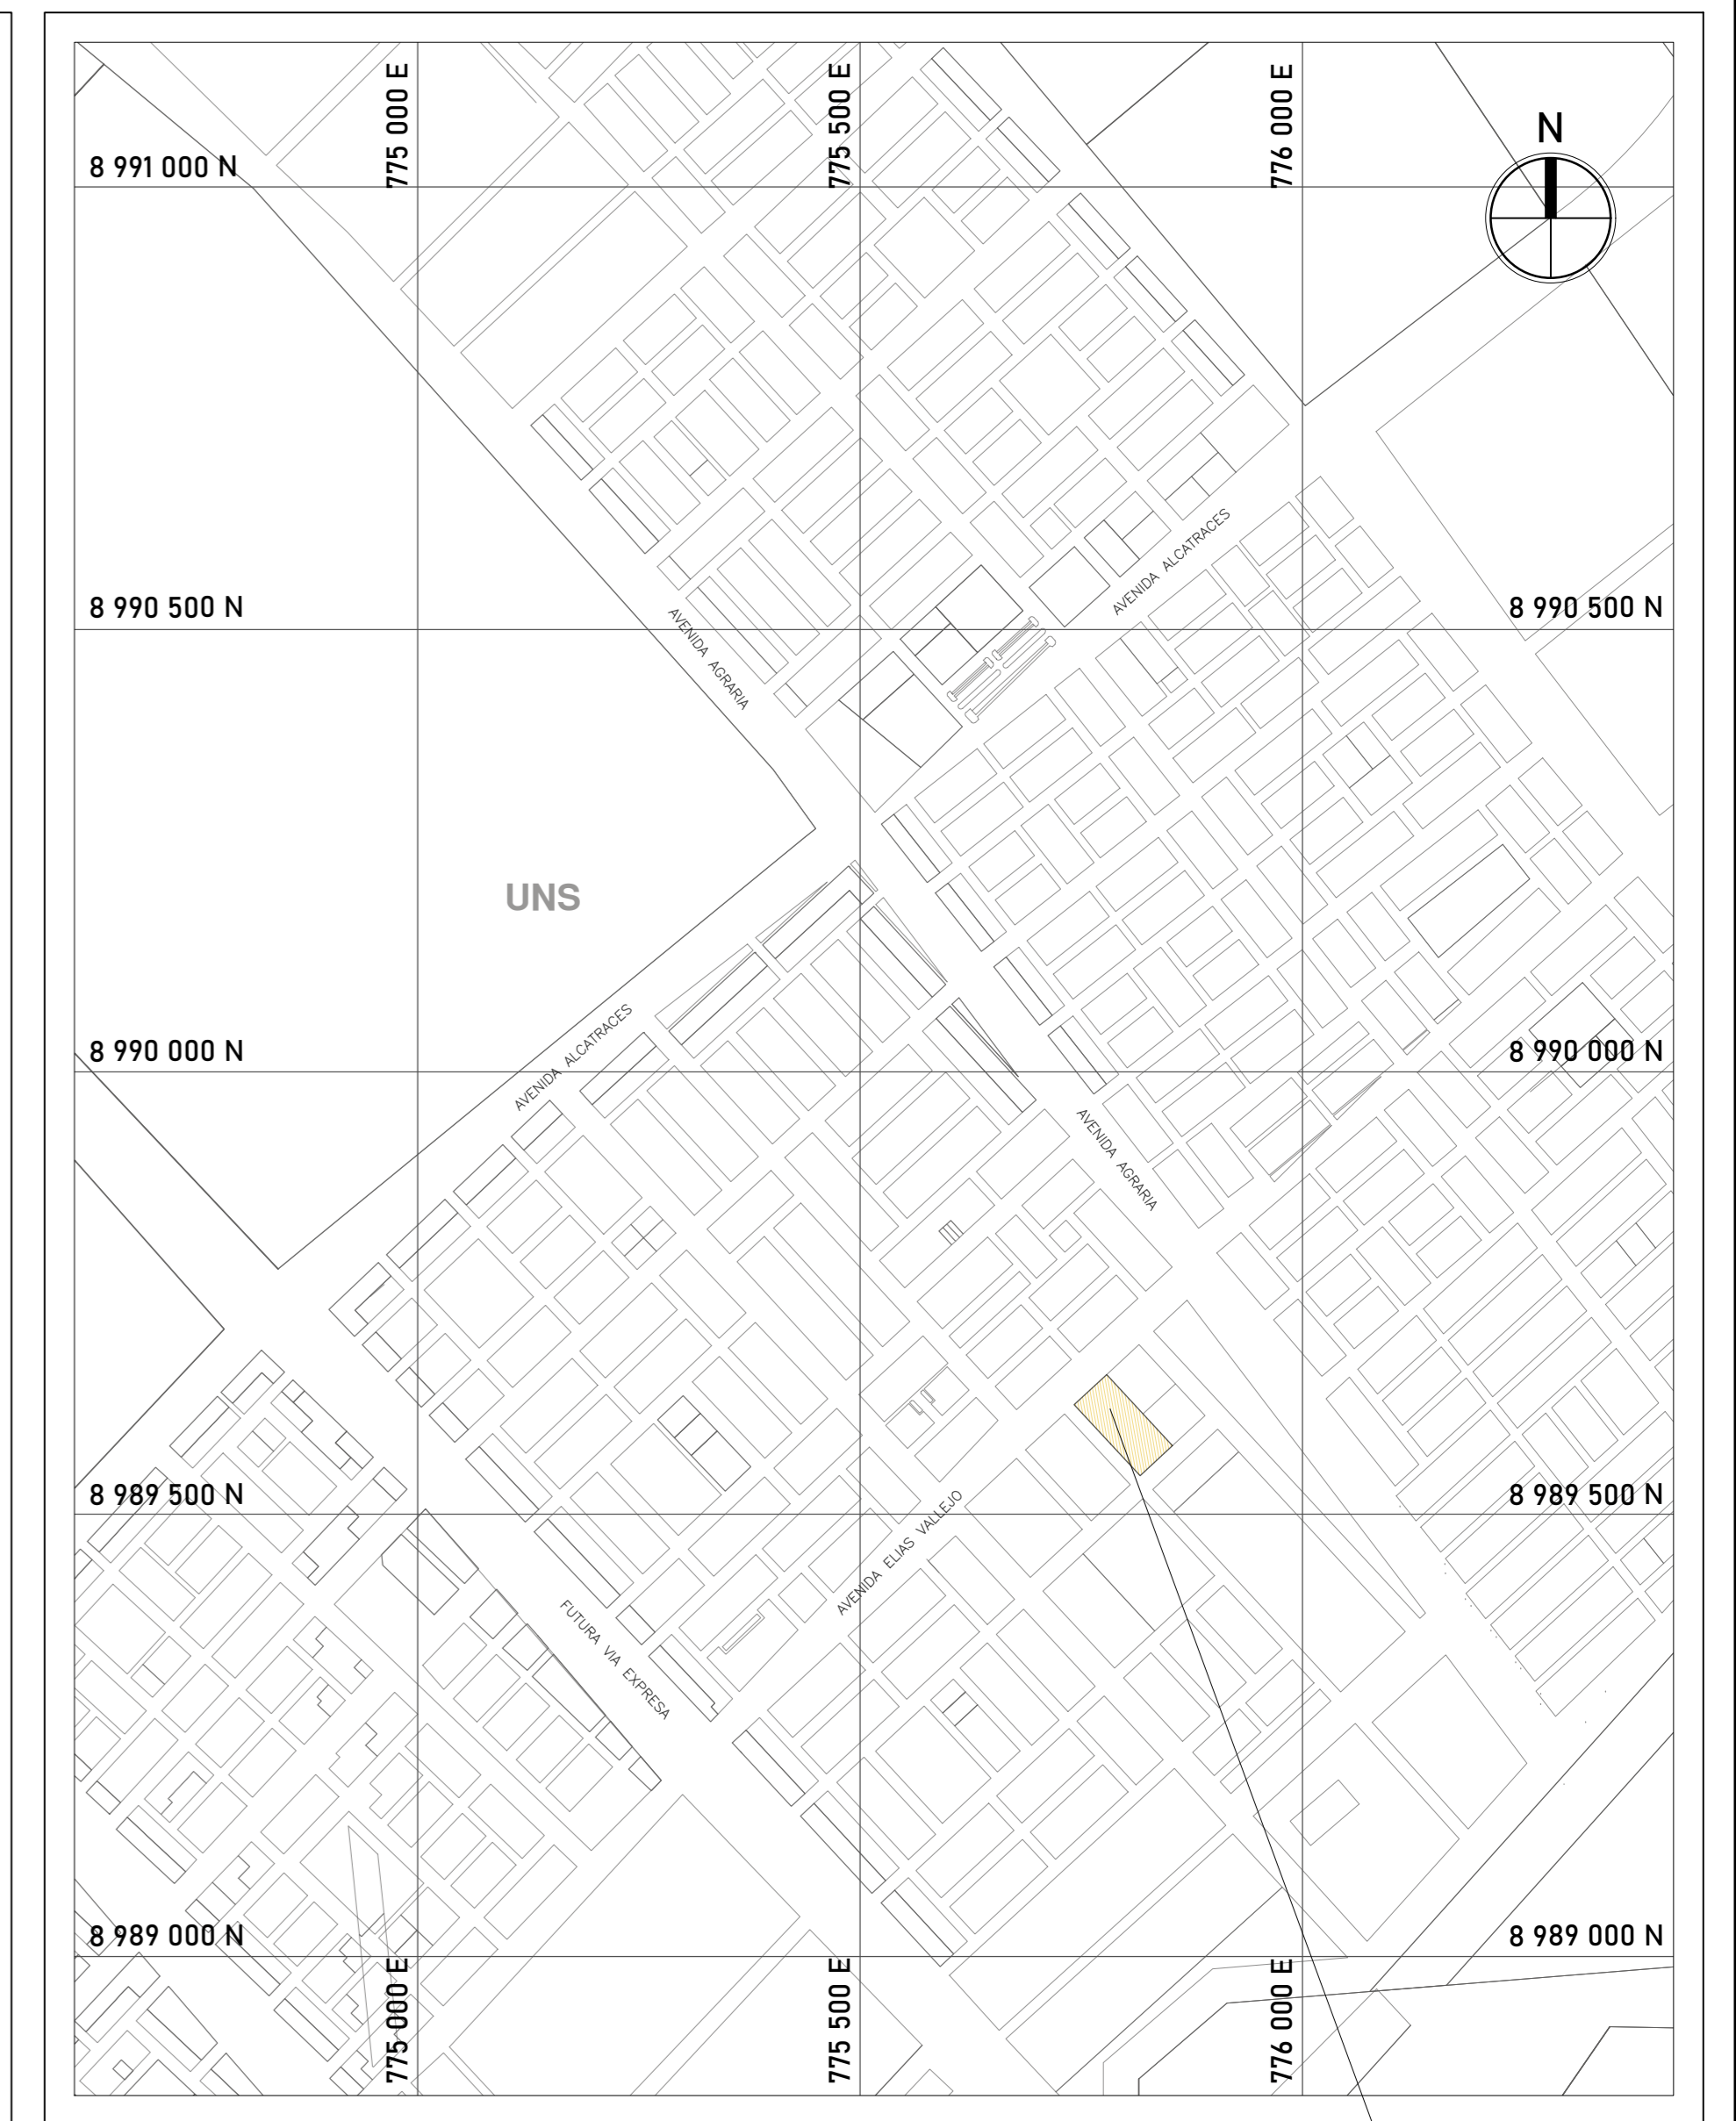 775 000 E
775 500 E
776 000 E
N
8 991 000 N
AVENIDA ALCATRACES
8 990 500 N
8 990 500 N
AVENIDA AGRARIA
UNS
AVENIDA ALCATRACES
8 990 000 N
8 990 000 N
AVENIDA AGRARIA
8 989 500 N
8 989 500 N
AVENIDA ELIAS VALLEJO
FUTURA VIA EXPRESA
8 989 000 N
8 989 000 N
775 000 E
775 500 E
776 000 E